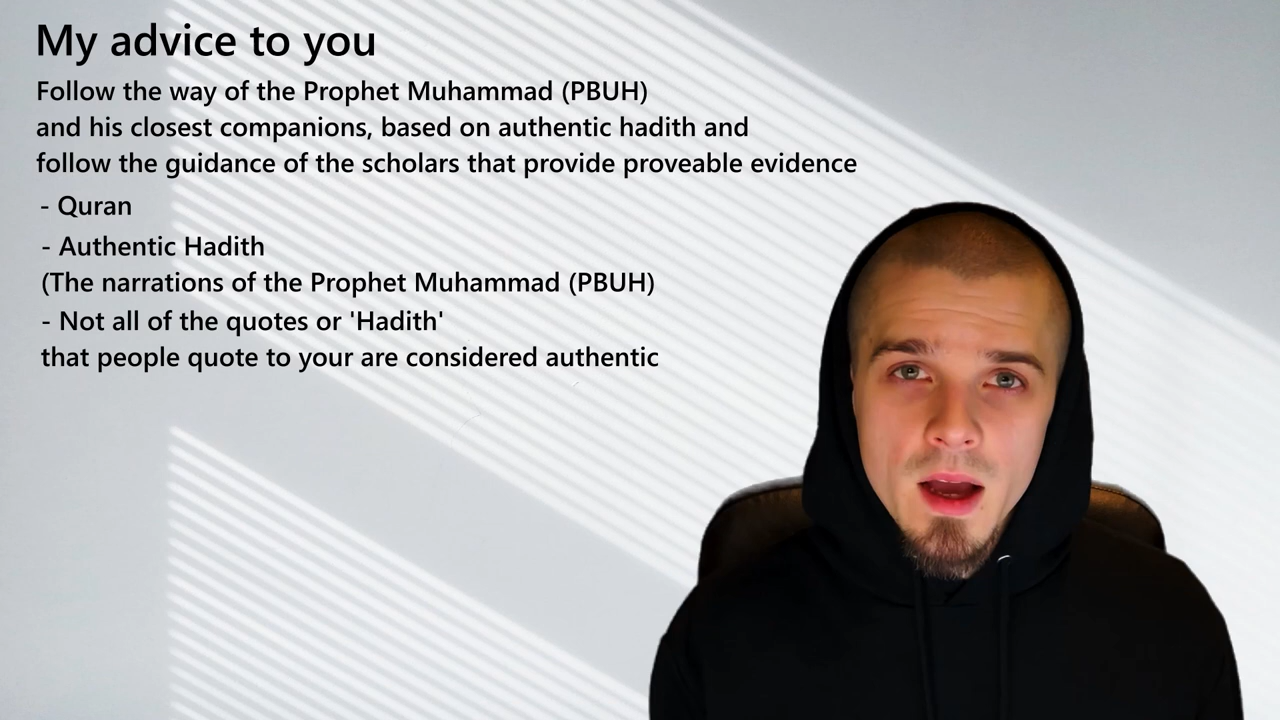 My advice to you
Follow the way of the Prophet Muhammad (PBUH)
and his closest companions, based on authentic hadith and
follow the guidance of the scholars that provide proveable evidence
- Quran
- Authentic Hadith
(The narrations of the Prophet Muhammad (PBUH)
- Not all of the quotes or 'Hadith'
that people quote to your are considered authentic